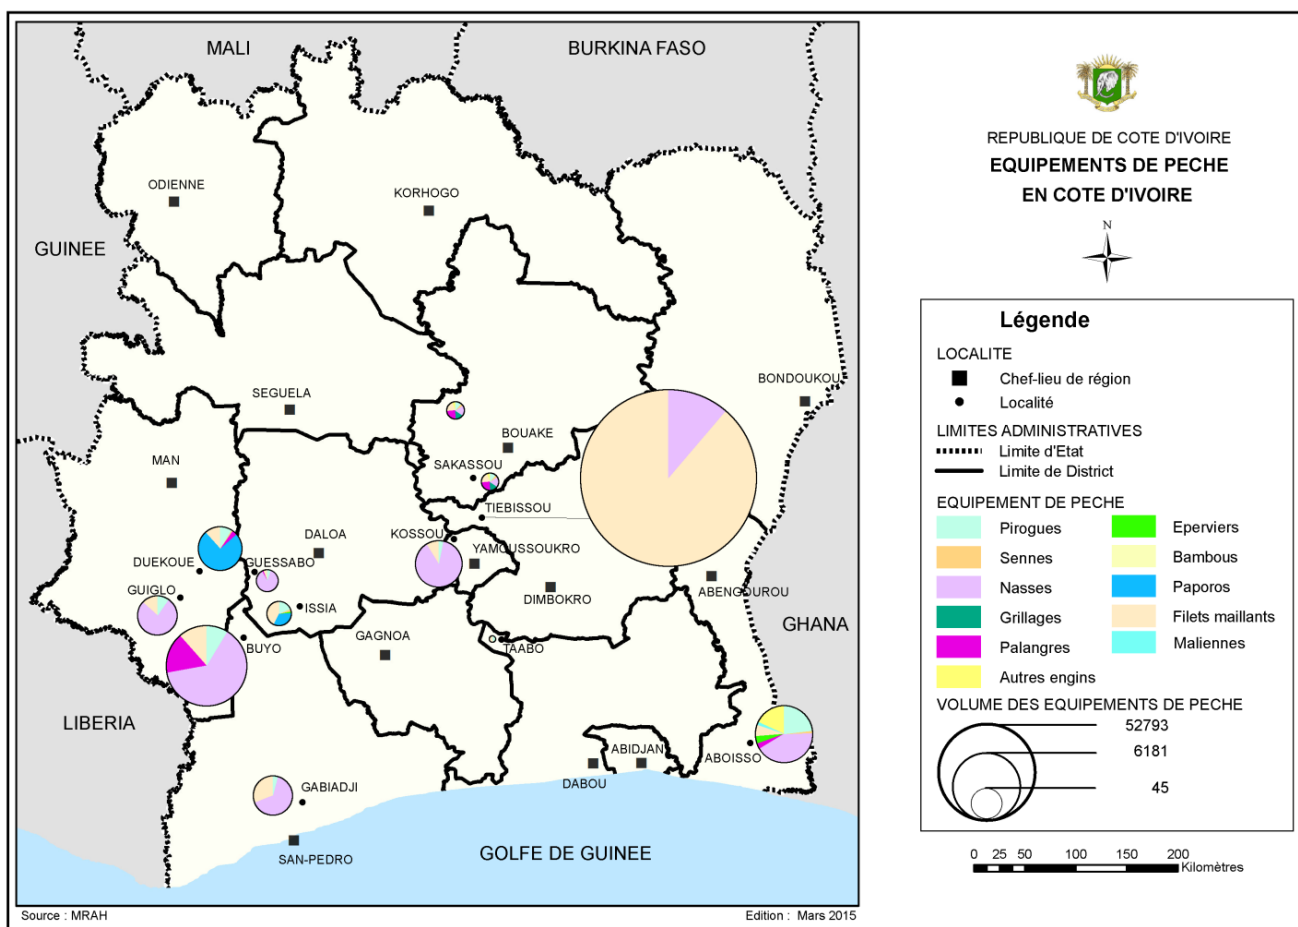 MALI
BURKINA FASO
ODIENNE
KORHOGO
GUINEE
SEGUELA
BONDOUKOU
BOUAKE
MAN
SAKASSOU
TIEBISSOU
DALOA
KOSSOU
YAMOUSSOUKRO
DUEKOUE
GUESSABO
GUIGLO
ISSIA
DIMBOKRO
ABENGOUROU
GHANA
BUYO
GAGNOA
TAABO
LIBERIA
ABOISSO
ABIDJAN
DABOU
GABIADJI
SAN-PEDRO
GOLFE DE GUINEE
Source : MRAH
Edition : Mars 2015
REPUBLIQUE DE COTE D'IVOIRE
EQUIPEMENTS DE PECHE
EN COTE D'IVOIRE
N
Légende
LOCALITE
Chef-lieu de région
Localité
LIMITES ADMINISTRATIVES
Limite d'Etat
Limite de District
EQUIPEMENT DE PECHE
Pirogues
Sennes
Nasses
Grillages
Palangres
Autres engins
Eperviers
Bambous
Paporos
Filets maillants
Maliennes
VOLUME DES EQUIPEMENTS DE PECHE
52793
6181
45
0 25 50 100 150 200
Kilomètres